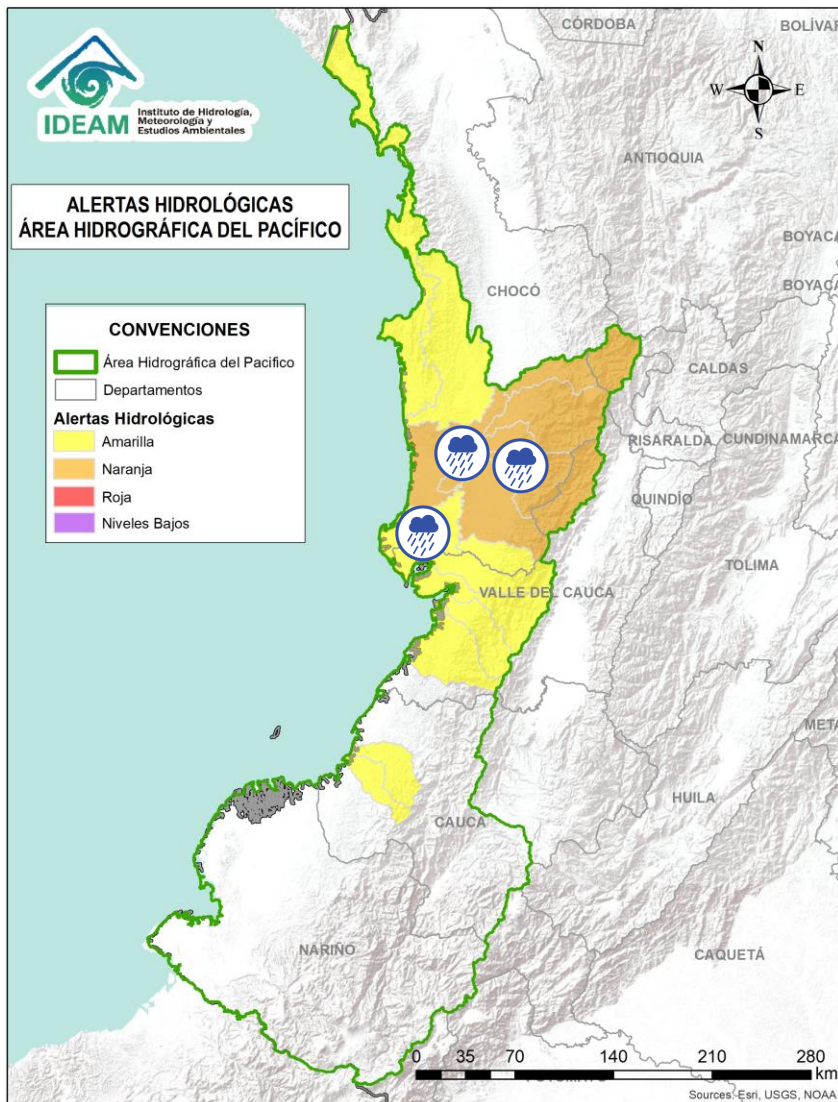 CÓRDOBA
BOLÍVAR
IDEAM
Instituto de Hidrología,
Meteorología y
Estudios Ambientales
N
W E
S
ANTIOQUIA
ALERTAS HIDROLÓGICAS
ÁREA HIDROGRÁFICA DEL PACÍFICO
BOYACÁ
BOYACÁ
CHOCÓ
CONVENCIONES
Área Hidrográfica del Pacifico
Departamentos
Alertas Hidrológicas
Amarilla
Naranja
Roja
Niveles Bajos
CALDAS
RISARALDA
CUNDINAMARCA
QUINDÍO
TOLIMA
VALLE DEL CAUCA
META
HUILA
CAUCA
NARIÑO
CAQUETÁ
0 35 70 140 210 280
km
Sources: Esri, USGS, NOAA